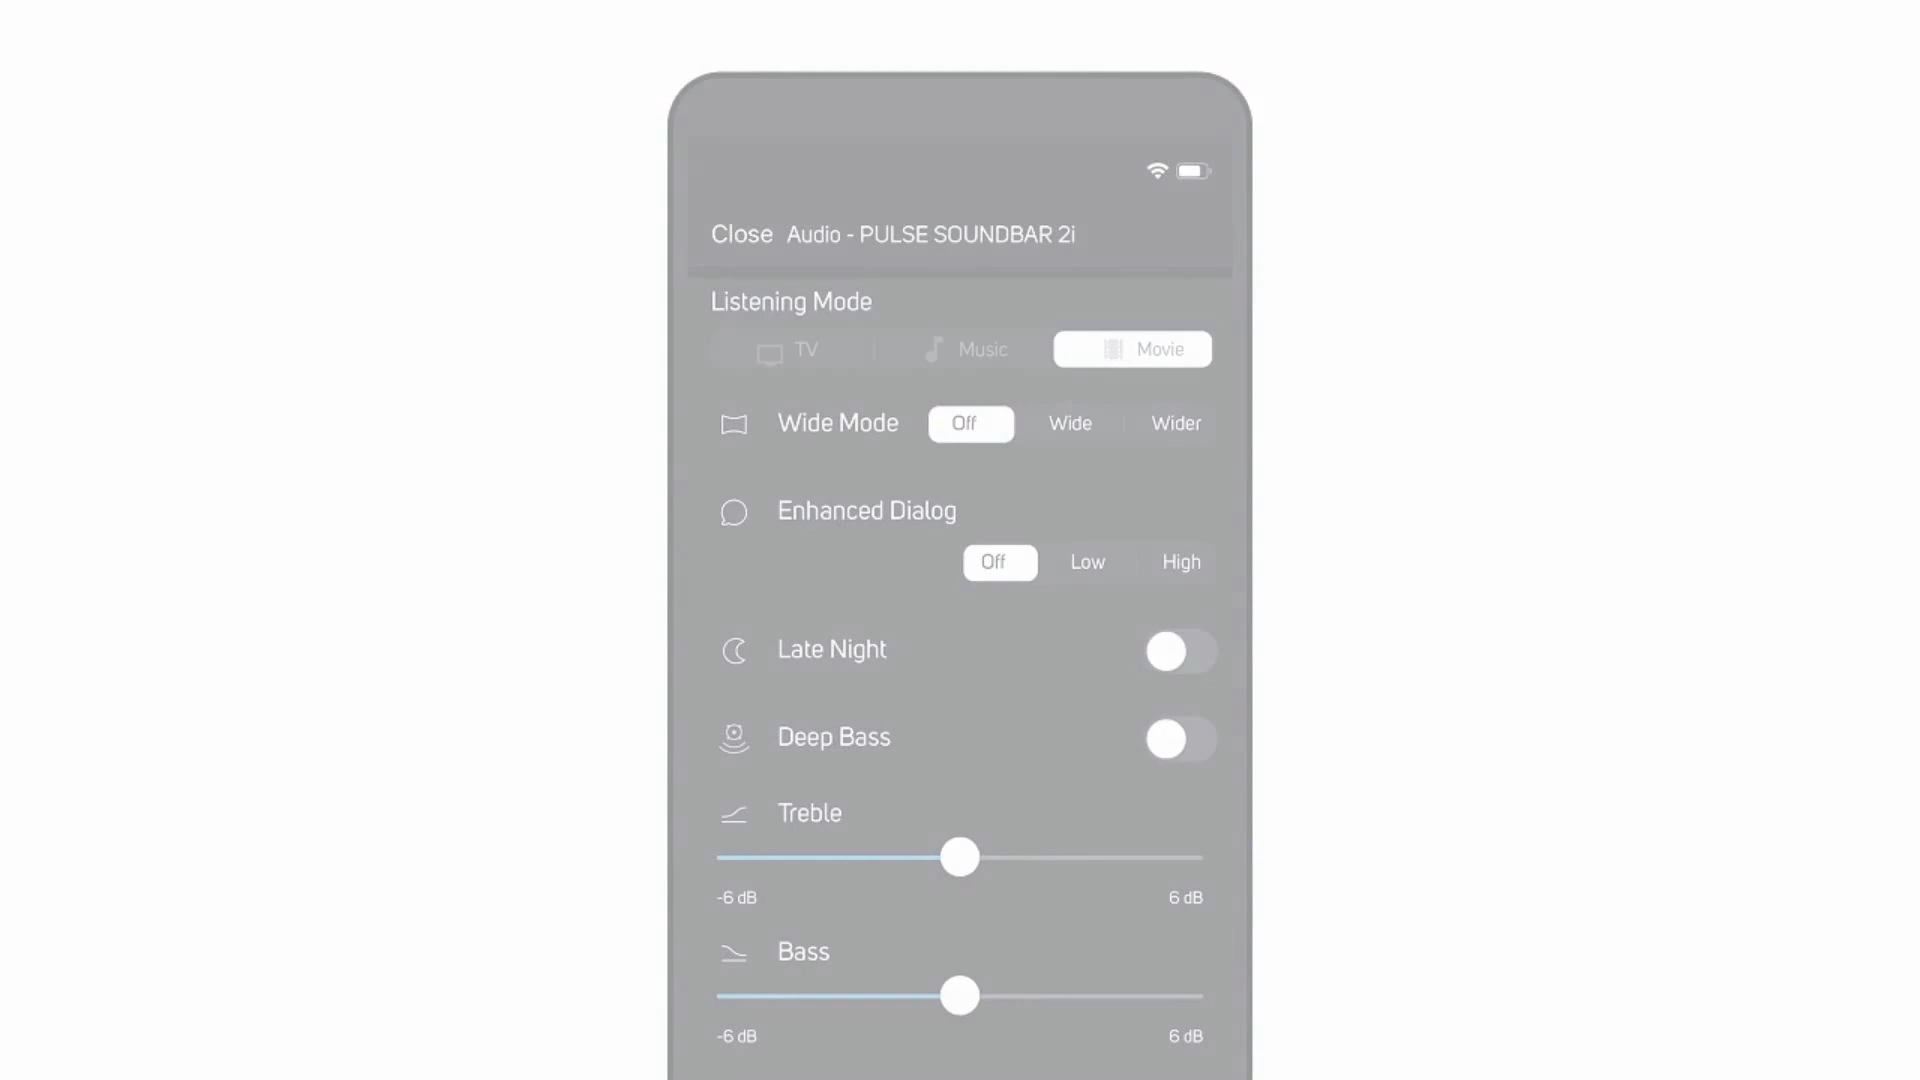 Close Audio - PULSE SOUNDBAR 2i
Listening Mode
TV Music Movie
Wide Mode Off Wide Wider
Enhanced Dialog
Off Low High
Late Night
Deep Bass
Treble
-6 dB 6 dB
Bass
-6 dB 6 dB